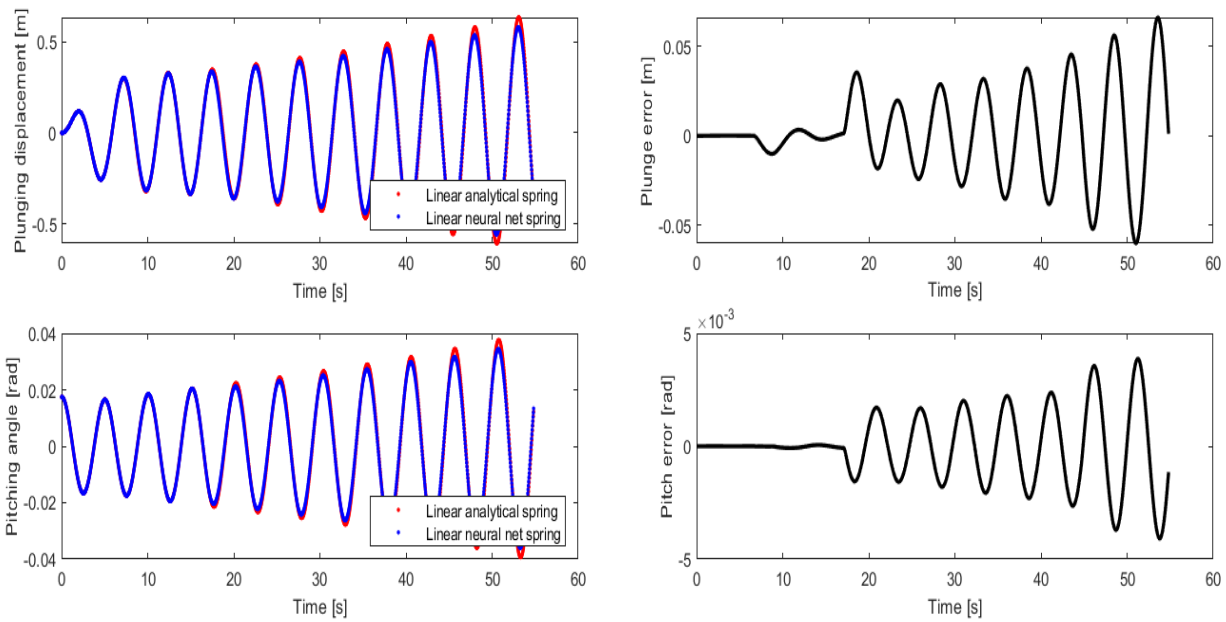 Plunging displacement [m]
0.5
0
-0.5
Linear analytical spring
Linear neural net spring
0 10 20 30 40 50 60
Time [s]
Plunge error [m]
0.05
0
-0.05
0 10 20 30 40 50 60
Time [s]
Pitching angle [rad]
0.04
0.02
0
-0.02
-0.04
Linear analytical spring
Linear neural net spring
0 10 20 30 40 50 60
Time [s]
Pitch error [rad]
×10⁻³
5
0
-5
0 10 20 30 40 50 60
Time [s]